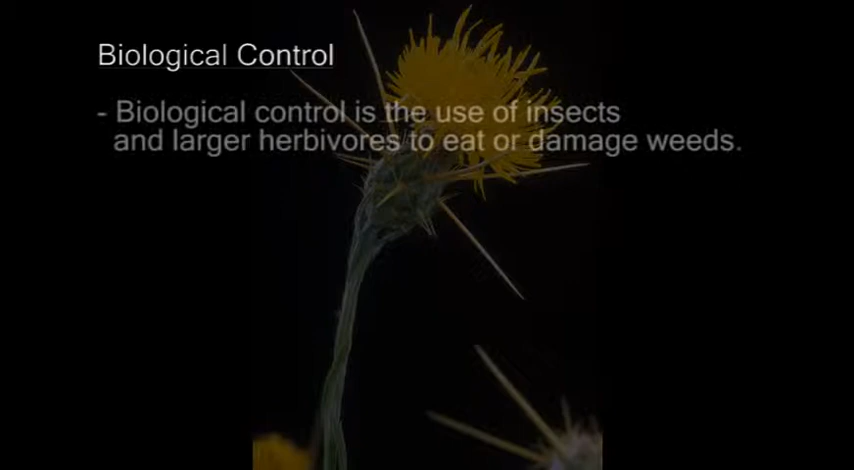 Biological Control
- Biological control is the use of insects
and larger herbivores to eat or damage weeds.